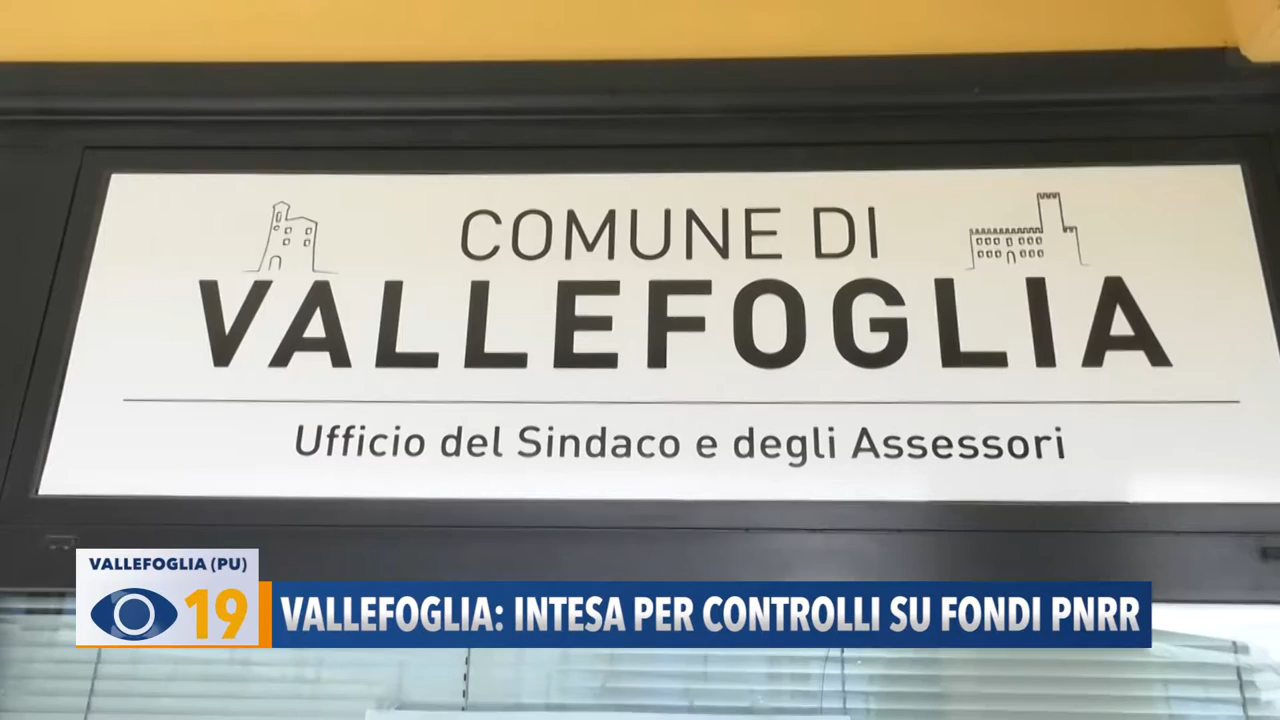 COMUNE DI
VALLEFOGLIA
Ufficio del Sindaco e degli Assessori
VALLEFOGLIA (PU)
19
VALLEFOGLIA: INTESA PER CONTROLLI SU FONDI PNRR